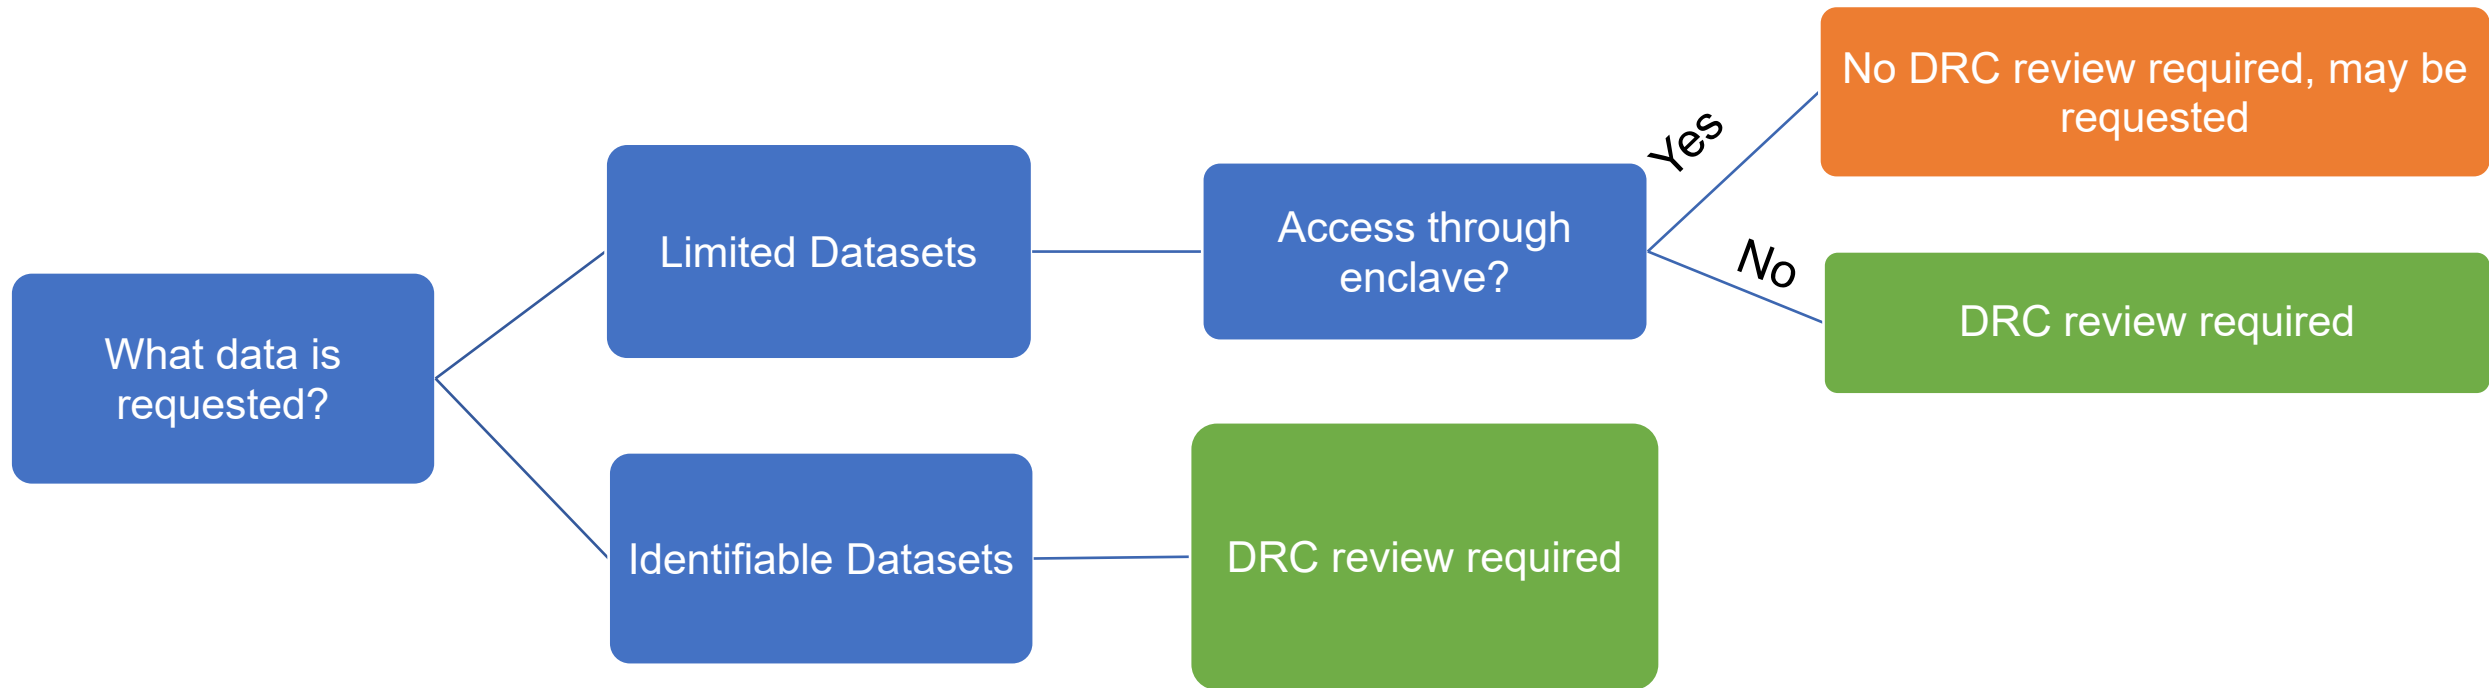 What data is
requested?
Limited Datasets
Access through
enclave?
Yes
No DRC review required, may be
requested
No
DRC review required
Identifiable Datasets
DRC review required